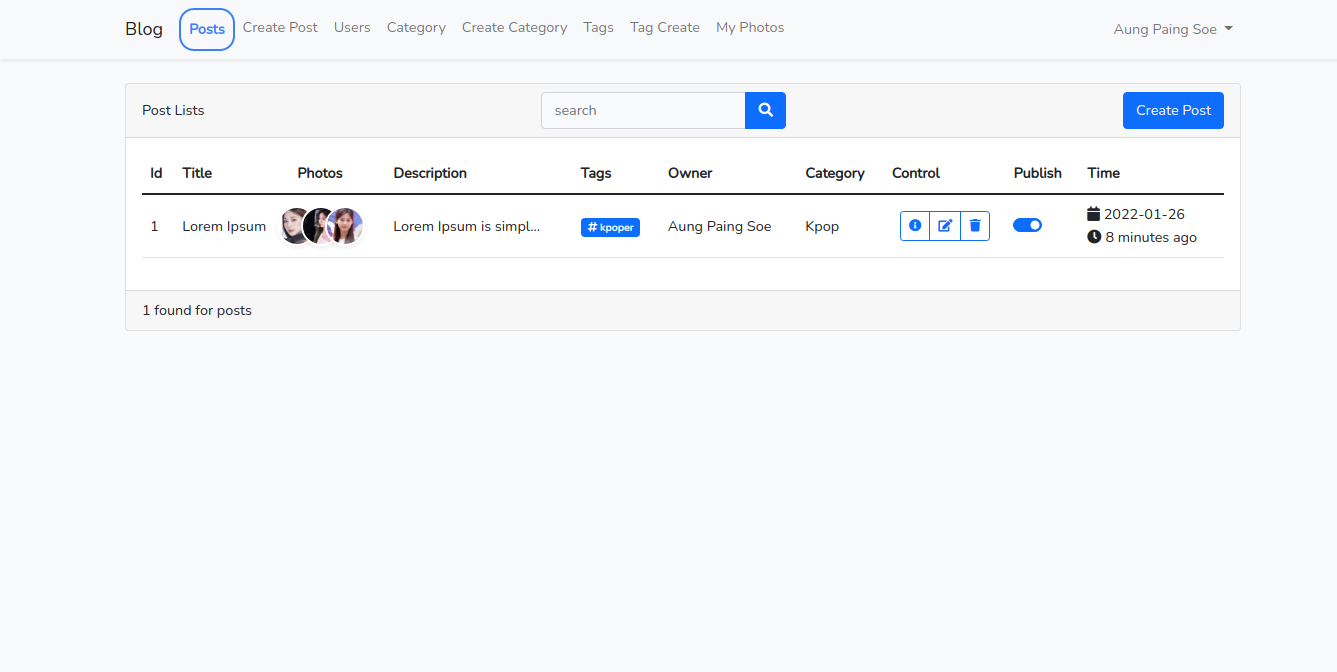 Blog Posts Create Post Users Category Create Category Tags Tag Create My Photos Aung Paing Soe
Post Lists search Create Post
Id Title Photos Description Tags Owner Category Control Publish Time
1 Lorem Ipsum Lorem Ipsum is simpl... # kpoper Aung Paing Soe Kpop 2022-01-26
8 minutes ago
1 found for posts